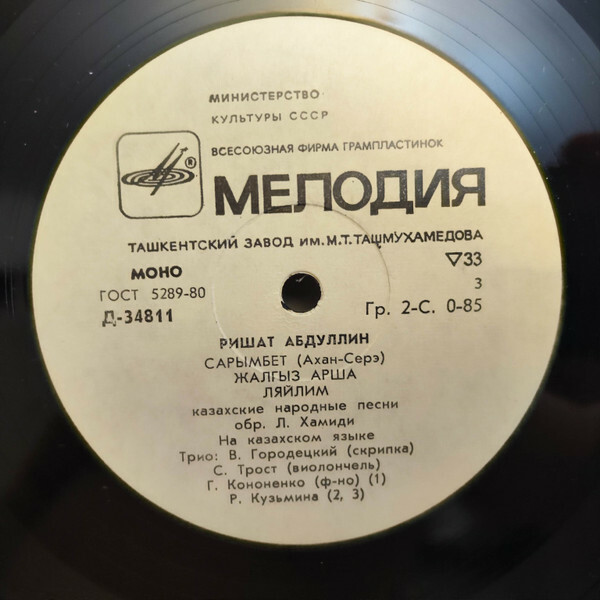 МИНИСТЕРСТВО
КУЛЬТУРЫ СССР
ВСЕСОЮЗНАЯ ФИРМА ГРАМПЛАСТИНОК
МЕЛОДИЯ
ТАШКЕНТСКИЙ ЗАВОД ИМ. М.Т. ТАШМУХАМЕДОВА
МОНО ▽33
ГОСТ 5289-80 3
Д-34811 Гр. 2-С. 0-85
РИШАТ АБДУЛЛИН
САРЫМБЕТ (Ахан-Серэ)
ЖАЛГЫЗ АРША
ЛЯЙЛИМ
казахские народные песни
обр. Л. Хамиди
На казахском языке
Трио: В. Городецкий (скрипка)
С. Трост (виолончель)
Г. Кононенко (ф-но) (1)
Р. Кузьмина (2, 3)